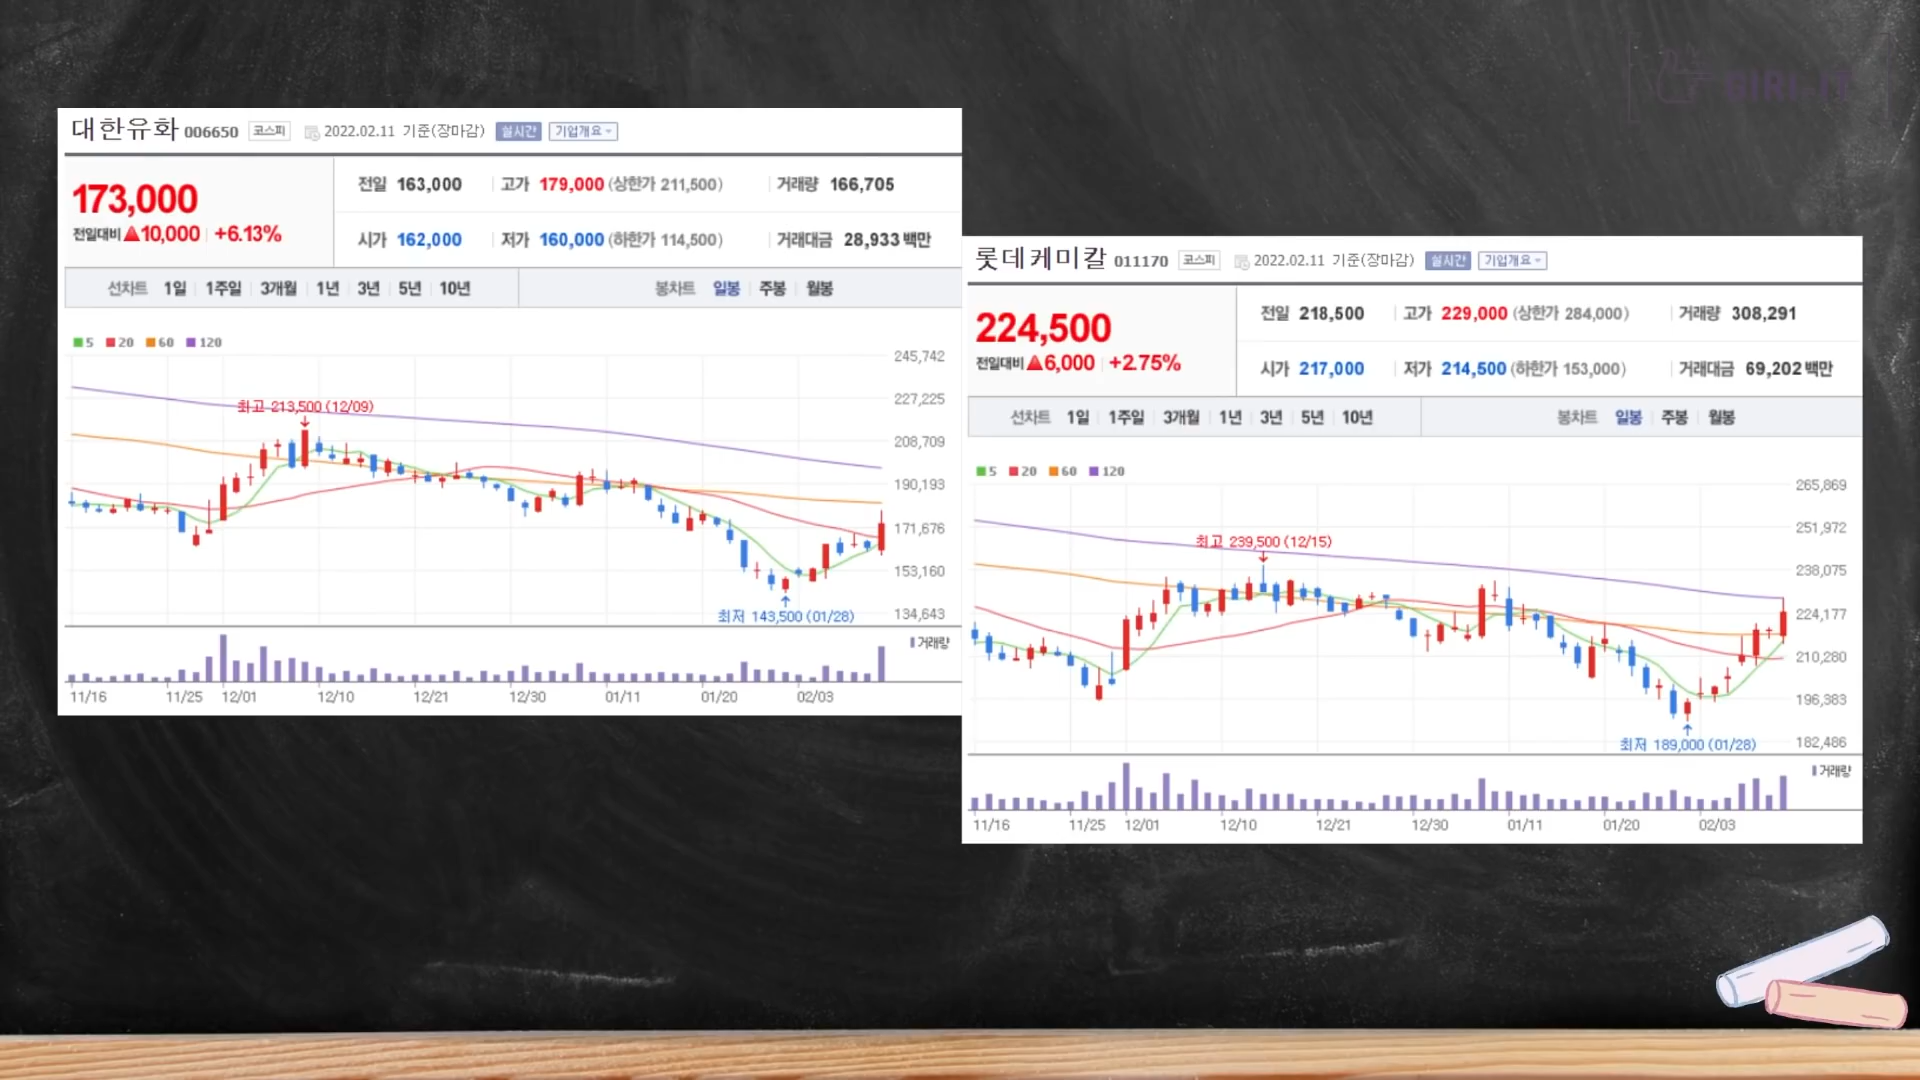 대한유화 006650 코스피 2022.02.11 기준(장마감) 실시간 기업개요
173,000
전일대비 ▲10,000 +6.13%
전일 163,000 고가 179,000 (상한가 211,500) 거래량 166,705
시가 162,000 저가 160,000 (하한가 114,500) 거래대금 28,933 백만
선차트 1일 1주일 3개월 1년 3년 5년 10년 봉차트 일봉 주봉 월봉
5 20 60 120
245,742
227,225
208,709
190,193
171,676
153,160
134,643
최고 213,500 (12/09)
최저 143,500 (01/28)
거래량
11/16 11/25 12/01 12/10 12/21 12/30 01/11 01/20 02/03
롯데케미칼 011170 코스피 2022.02.11 기준(장마감) 실시간 기업개요
224,500
전일대비 ▲6,000 +2.75%
전일 218,500 고가 229,000 (상한가 284,000) 거래량 308,291
시가 217,000 저가 214,500 (하한가 153,000) 거래대금 69,202 백만
선차트 1일 1주일 3개월 1년 3년 5년 10년 봉차트 일봉 주봉 월봉
5 20 60 120
265,869
251,972
238,075
224,177
210,280
196,383
182,486
최고 239,500 (12/15)
최저 189,000 (01/28)
거래량
11/16 11/25 12/01 12/10 12/21 12/30 01/11 01/20 02/03